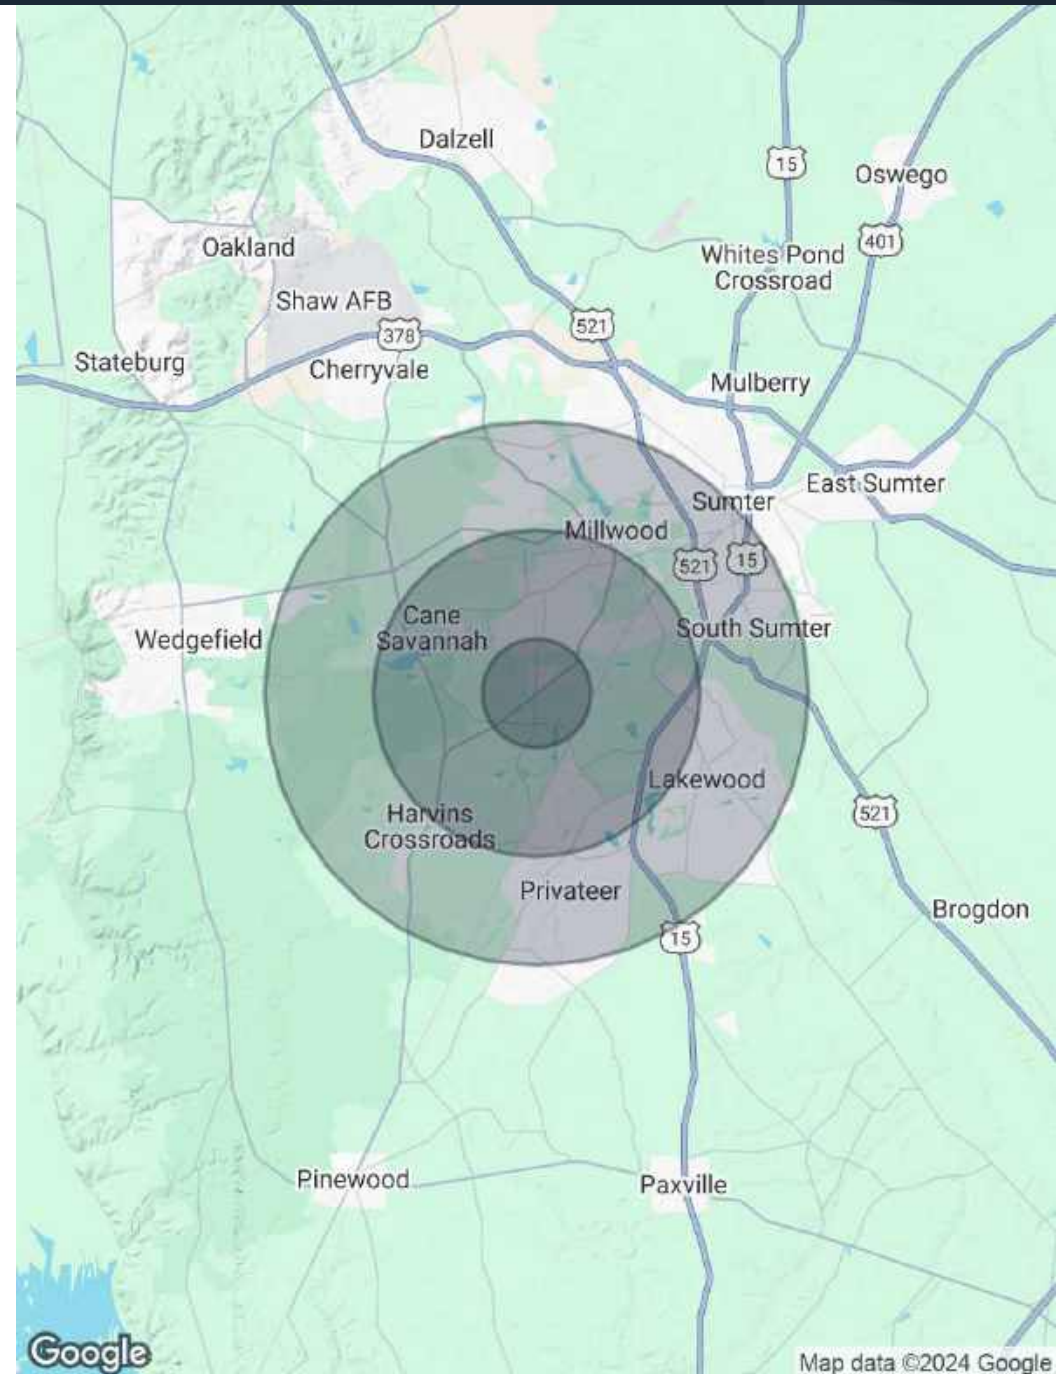 Dalzell
15
Oswego
401
Oakland
Whites Pond
Crossroad
Shaw AFB
521
378
Stateburg
Cherryvale
Mulberry
East Sumter
Sumter
Millwood
521
15
Cane
Savannah
Wedgefield
South Sumter
Lakewood
Harvins
Crossroads
521
Privateer
Brogdon
15
Pinewood
Paxville
Google
Map data ©2024 Google